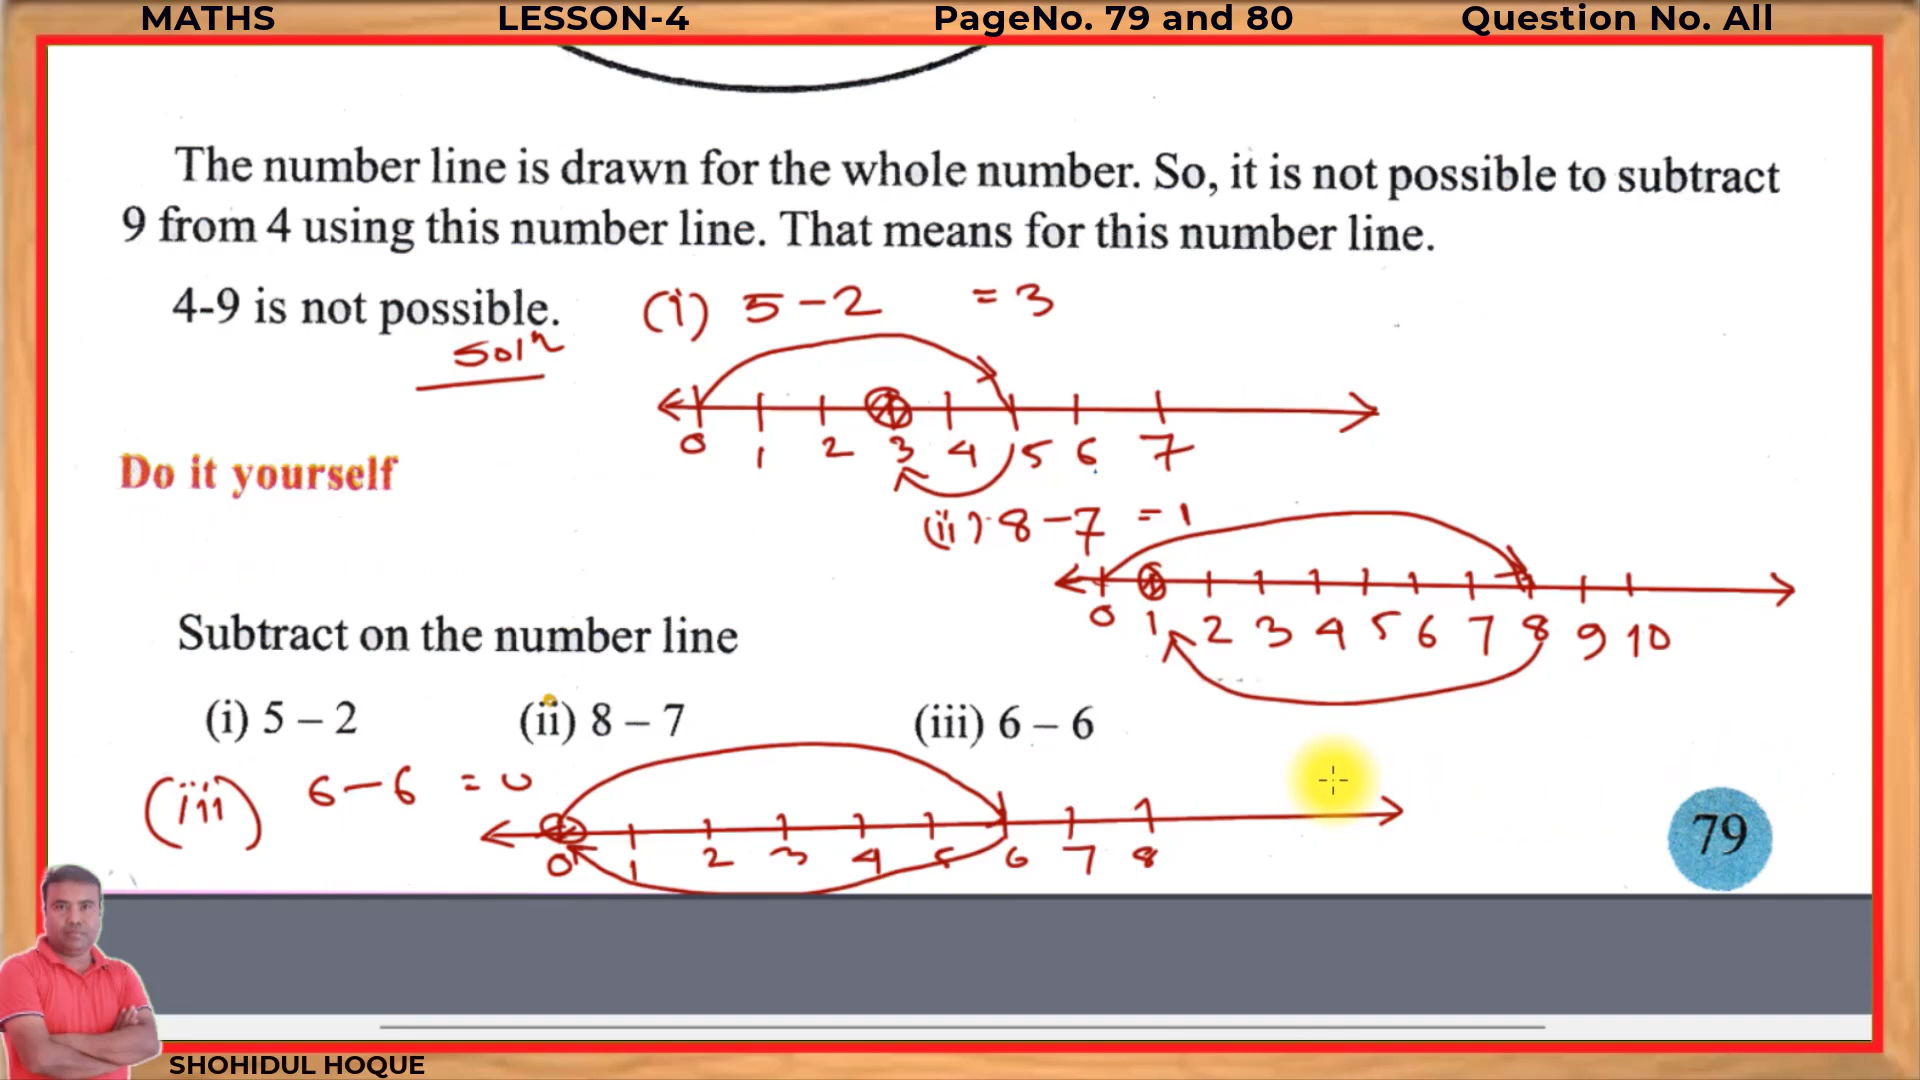 MATHS LESSON-4 PageNo. 79 and 80 Question No. All
The number line is drawn for the whole number. So, it is not possible to subtract
9 from 4 using this number line. That means for this number line.
4-9 is not possible. (i) 5-2 = 3
Solⁿ
0 1 2 3 4 5 6 7
Do it yourself
(ii) 8-7 = 1
0 1 2 3 4 5 6 7 8 9 10
Subtract on the number line
(i) 5 – 2 (ii) 8 – 7 (iii) 6 – 6
(iii) 6-6 = 0
0 1 2 3 4 5 6 7 8
79
SHOHIDUL HOQUE